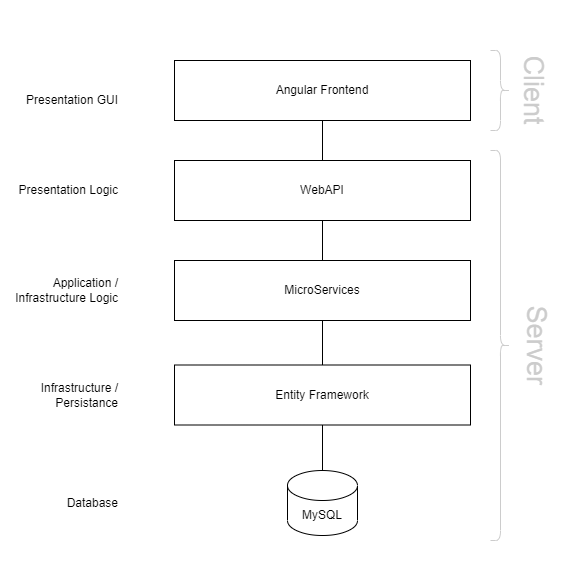 Client
Angular Frontend
Presentation GUI
Presentation Logic
WebAPI
Application /
Infrastructure Logic
MicroServices
Server
Infrastructure /
Persistance
Entity Framework
Database
MySQL